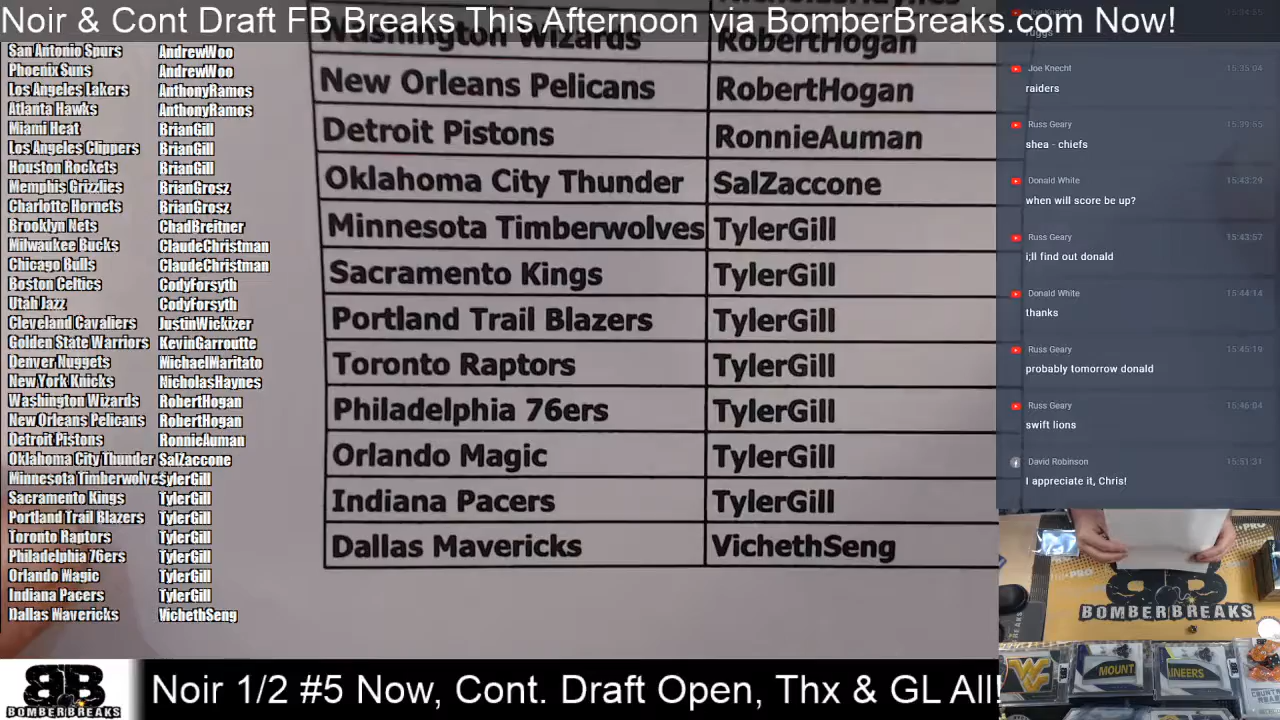 Noir & Cont Draft FB Breaks This Afternoon via BomberBreaks.com Now!
San Antonio Spurs AndrewWoo
Phoenix Suns AndrewWoo
Los Angeles Lakers AnthonyRamos
Atlanta Hawks AnthonyRamos
Miami Heat BrianGill
Los Angeles Clippers BrianGill
Houston Rockets BrianGill
Memphis Grizzlies BrianGrosz
Charlotte Hornets BrianGrosz
Brooklyn Nets ChadBreitner
Milwaukee Bucks ClaudeChristman
Chicago Bulls ClaudeChristman
Boston Celtics CodyForsyth
Utah Jazz CodyForsyth
Cleveland Cavaliers JustinWickizer
Golden State Warriors KevinGarroutte
Denver Nuggets MichaelMaritato
New York Knicks NicholasHaynes
Washington Wizards RobertHogan
New Orleans Pelicans RobertHogan
Detroit Pistons RonnieAuman
Oklahoma City Thunder SalZaccone
Minnesota Timberwolves TylerGill
Sacramento Kings TylerGill
Portland Trail Blazers TylerGill
Toronto Raptors TylerGill
Philadelphia 76ers TylerGill
Orlando Magic TylerGill
Indiana Pacers TylerGill
Dallas Mavericks VichethSeng
Washington Wizards RobertHogan
New Orleans Pelicans RobertHogan
Detroit Pistons RonnieAuman
Oklahoma City Thunder SalZaccone
Minnesota Timberwolves TylerGill
Sacramento Kings TylerGill
Portland Trail Blazers TylerGill
Toronto Raptors TylerGill
Philadelphia 76ers TylerGill
Orlando Magic TylerGill
Indiana Pacers TylerGill
Dallas Mavericks VichethSeng
ruggs
Joe Knecht 15:35:04
raiders
Russ Geary 15:39:55
shea - chiefs
Donald White 15:43:29
when will score be up?
Russ Geary 15:43:57
i;ll find out donald
Donald White 15:44:14
thanks
Russ Geary 15:45:19
probably tomorrow donald
Russ Geary 15:46:04
swift lions
David Robinson 15:51:31
I appreciate it, Chris!
BOMBERBREAKS
MOUNT
INEERS
BOMBERBREAKS
Noir 1/2 #5 Now, Cont. Draft Open, Thx & GL All!